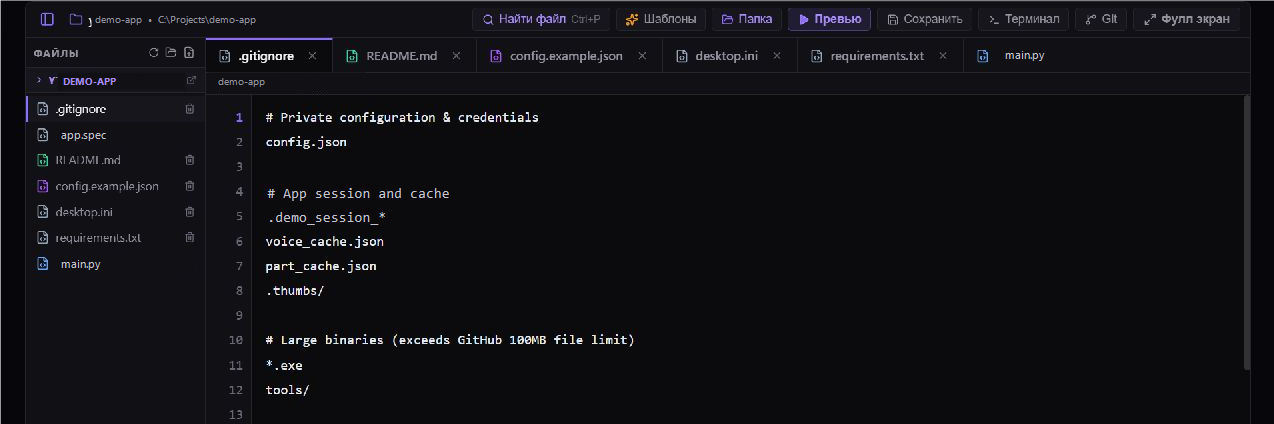 demo-app • C:\Projects\demo-app Найти файл Ctrl+P Шаблоны Папка Превью Сохранить Терминал Git Фулл экран
ФАЙЛЫ
DEMO-APP
.gitignore
app.spec
README.md
config.example.json
desktop.ini
requirements.txt
main.py
.gitignore README.md config.example.json desktop.ini requirements.txt main.py
demo-app
1 # Private configuration & credentials
2 config.json
3
4 # App session and cache
5 .demo_session_*
6 voice_cache.json
7 part_cache.json
8 .thumbs/
9
10 # Large binaries (exceeds GitHub 100MB file limit)
11 *.exe
12 tools/
13